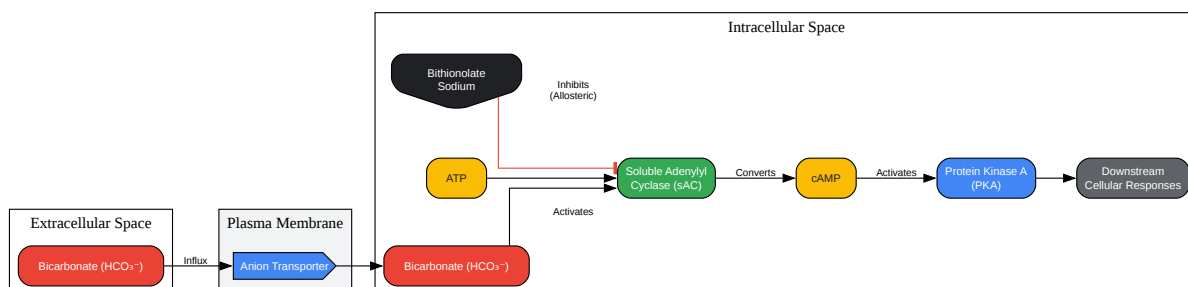 Intracellular Space
Bithionolate
Sodium
Inhibits
(Allosteric)
ATP
Soluble Adenylyl
Cyclase (sAC)
Converts
cAMP
Activates
Protein Kinase A
(PKA)
Downstream
Cellular Responses
Activates
Extracellular Space
Plasma Membrane
Bicarbonate (HCO₃⁻)
Influx
Anion Transporter
Bicarbonate (HCO₃⁻)